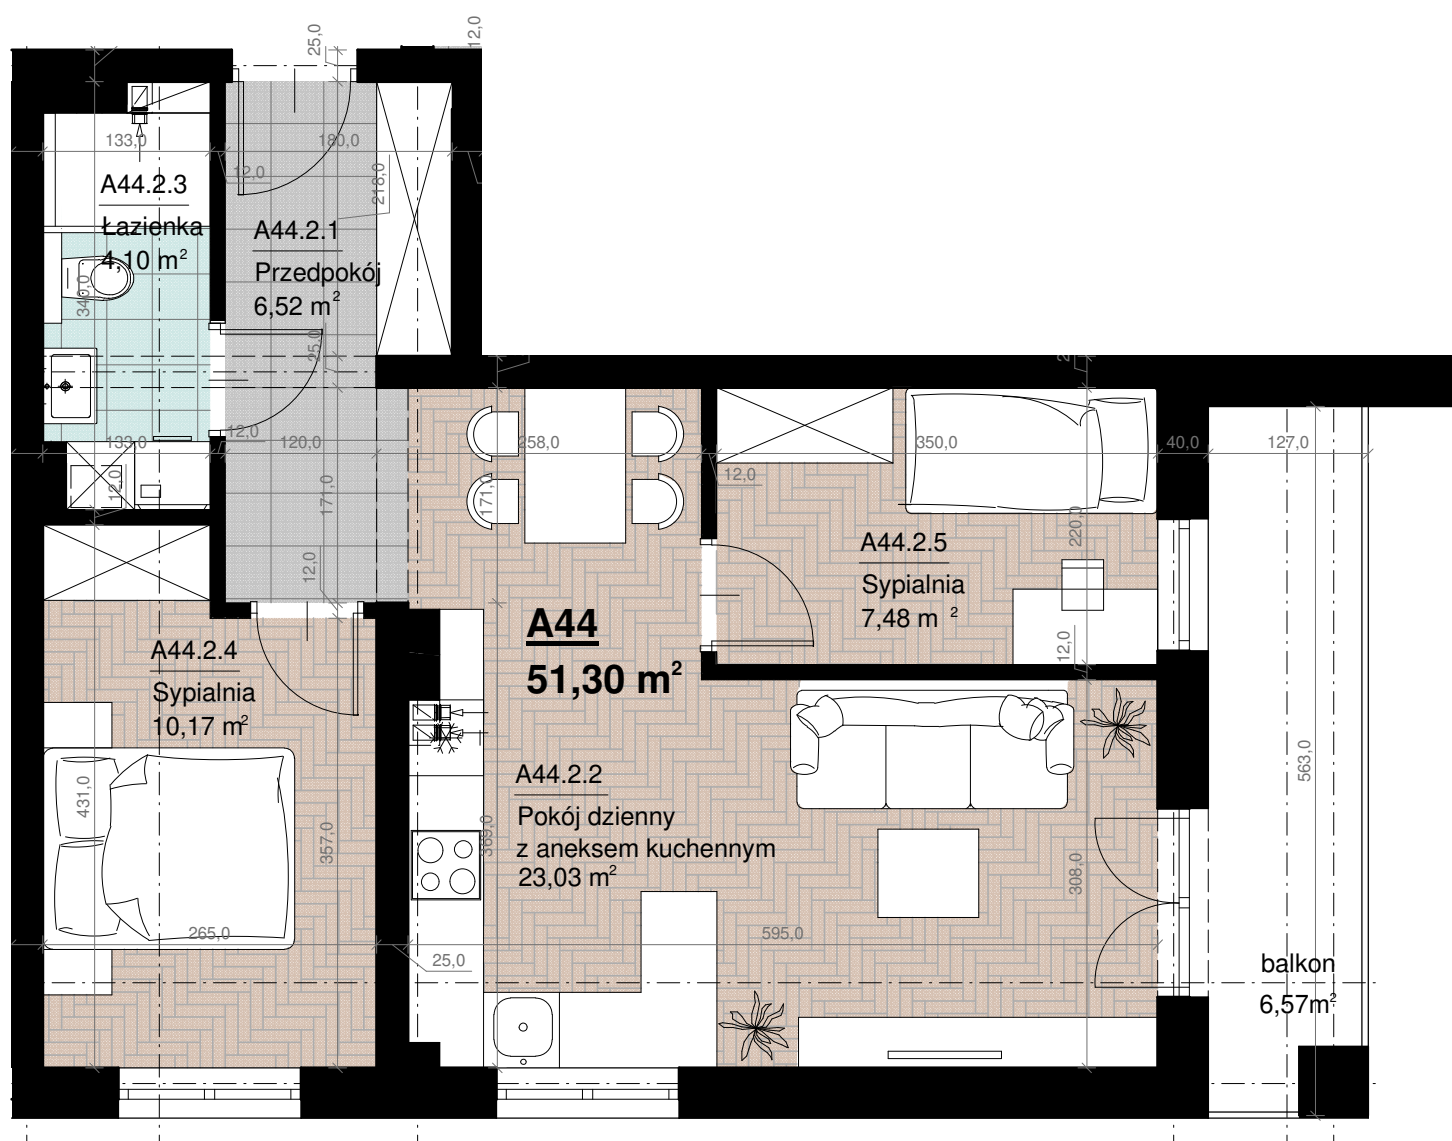 25,0
12,0
133,0
180,0
12,0
218,0
A44.2.3
Łazienka
4,10 m²
A44.2.1
Przedpokój
6,52 m²
340,0
25,0
133,0
12,0
120,0
258,0
12,0
350,0
40,0
127,0
12,0
171,0
171,0
220,0
A44.2.5
Sypialnia
7,48 m²
12,0
12,0
A44
51,30 m²
A44.2.4
Sypialnia
10,17 m²
A44.2.2
Pokój dzienny
z aneksem kuchennym
23,03 m²
431,0
357,0
369,0
308,0
563,0
265,0
25,0
595,0
balkon
6,57m²